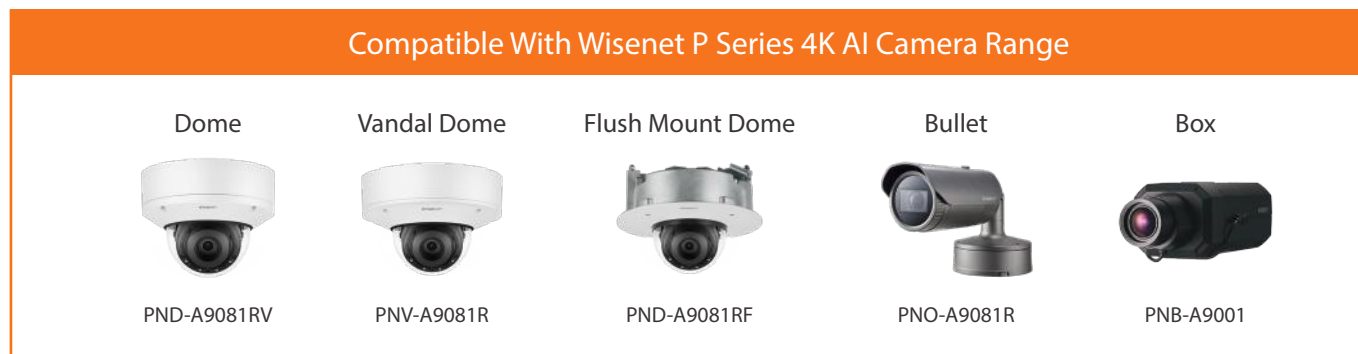 Compatible With Wisenet P Series 4K AI Camera Range
Dome
Vandal Dome
Flush Mount Dome
Bullet
Box
PND-A9081RV
PNV-A9081R
PND-A9081RF
PNO-A9081R
PNB-A9001